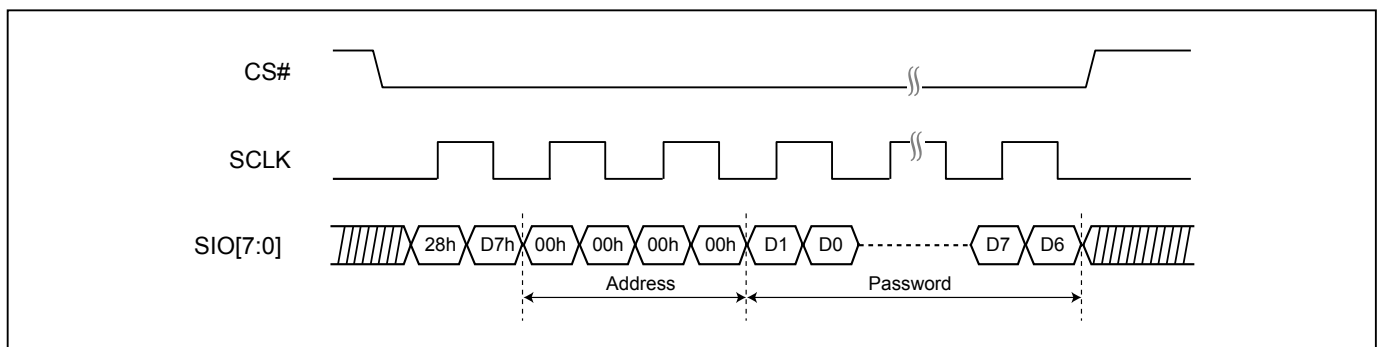 CS#
SCLK
SIO[7:0]
28h D7h 00h 00h 00h 00h D1 D0 D7 D6
Address Password